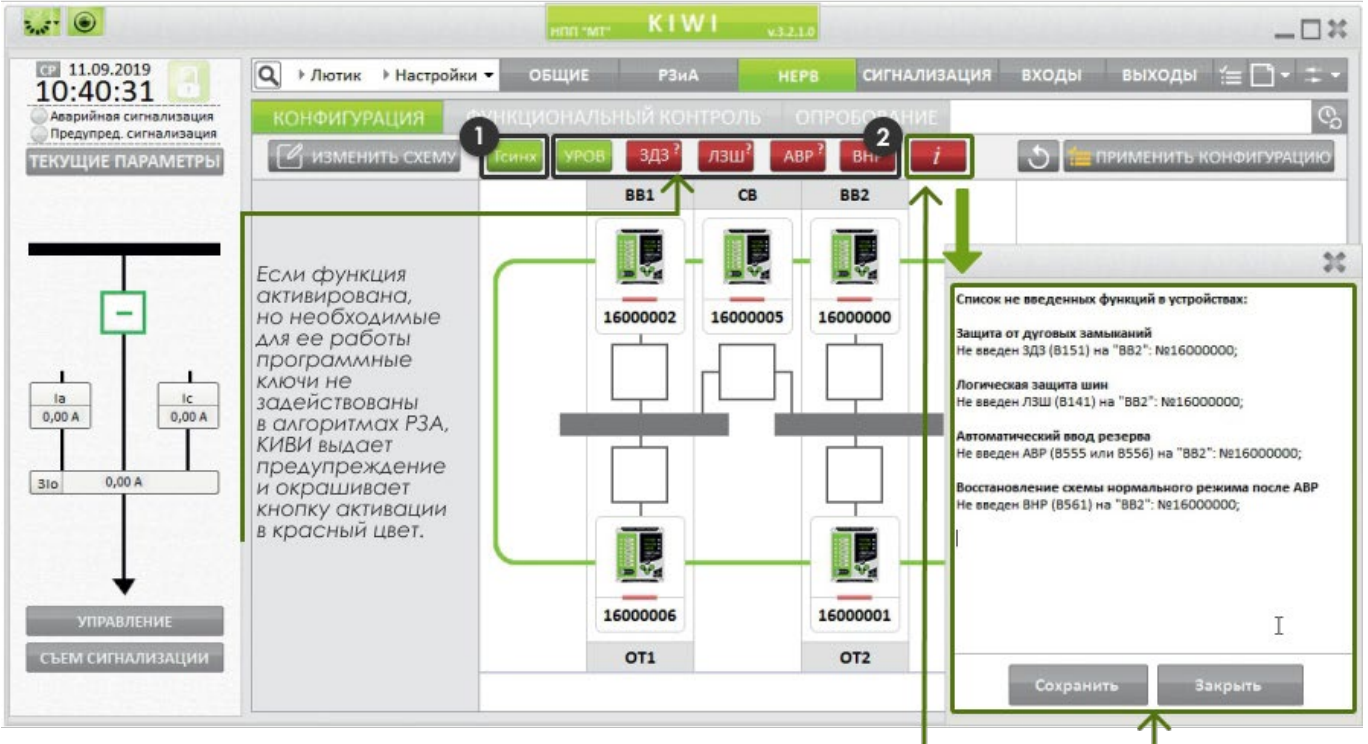 НПП "МТ" KIWI v.3.2.1.0
СР 11.09.2019
10:40:31
Аварийная сигнализация
Предупред. сигнализация
ТЕКУЩИЕ ПАРАМЕТРЫ
Лютик Настройки ОБЩИЕ РЗиА НЕРВ СИГНАЛИЗАЦИЯ ВХОДЫ ВЫХОДЫ
КОНФИГУРАЦИЯ ФУНКЦИОНАЛЬНЫЙ КОНТРОЛЬ ОПРОБОВАНИЕ
1 2
ИЗМЕНИТЬ СХЕМУ Тсинх УРОВ ЗДЗ? ЛЗШ? АВР? ВНР i ПРИМЕНИТЬ КОНФИГУРАЦИЮ
ВВ1 СВ ВВ2
16000002 16000005 16000000
16000006 16000001
ОТ1 ОТ2
Если функция
активирована,
но необходимые
для ее работы
программные
ключи не
задействованы
в алгоритмах РЗА,
КИВИ выдает
предупреждение
и окрашивает
кнопку активации
в красный цвет.
Ia Ic
0,00 А 0,00 А
3Io 0,00 А
УПРАВЛЕНИЕ
СЪЕМ СИГНАЛИЗАЦИИ
Список не введенных функций в устройствах:
Защита от дуговых замыканий
Не введен ЗДЗ (В151) на "ВВ2": №16000000;
Логическая защита шин
Не введен ЛЗШ (В141) на "ВВ2": №16000000;
Автоматический ввод резерва
Не введен АВР (В555 или В556) на "ВВ2": №16000000;
Восстановление схемы нормального режима после АВР
Не введен ВНР (В561) на "ВВ2": №16000000;
Сохранить Закрыть